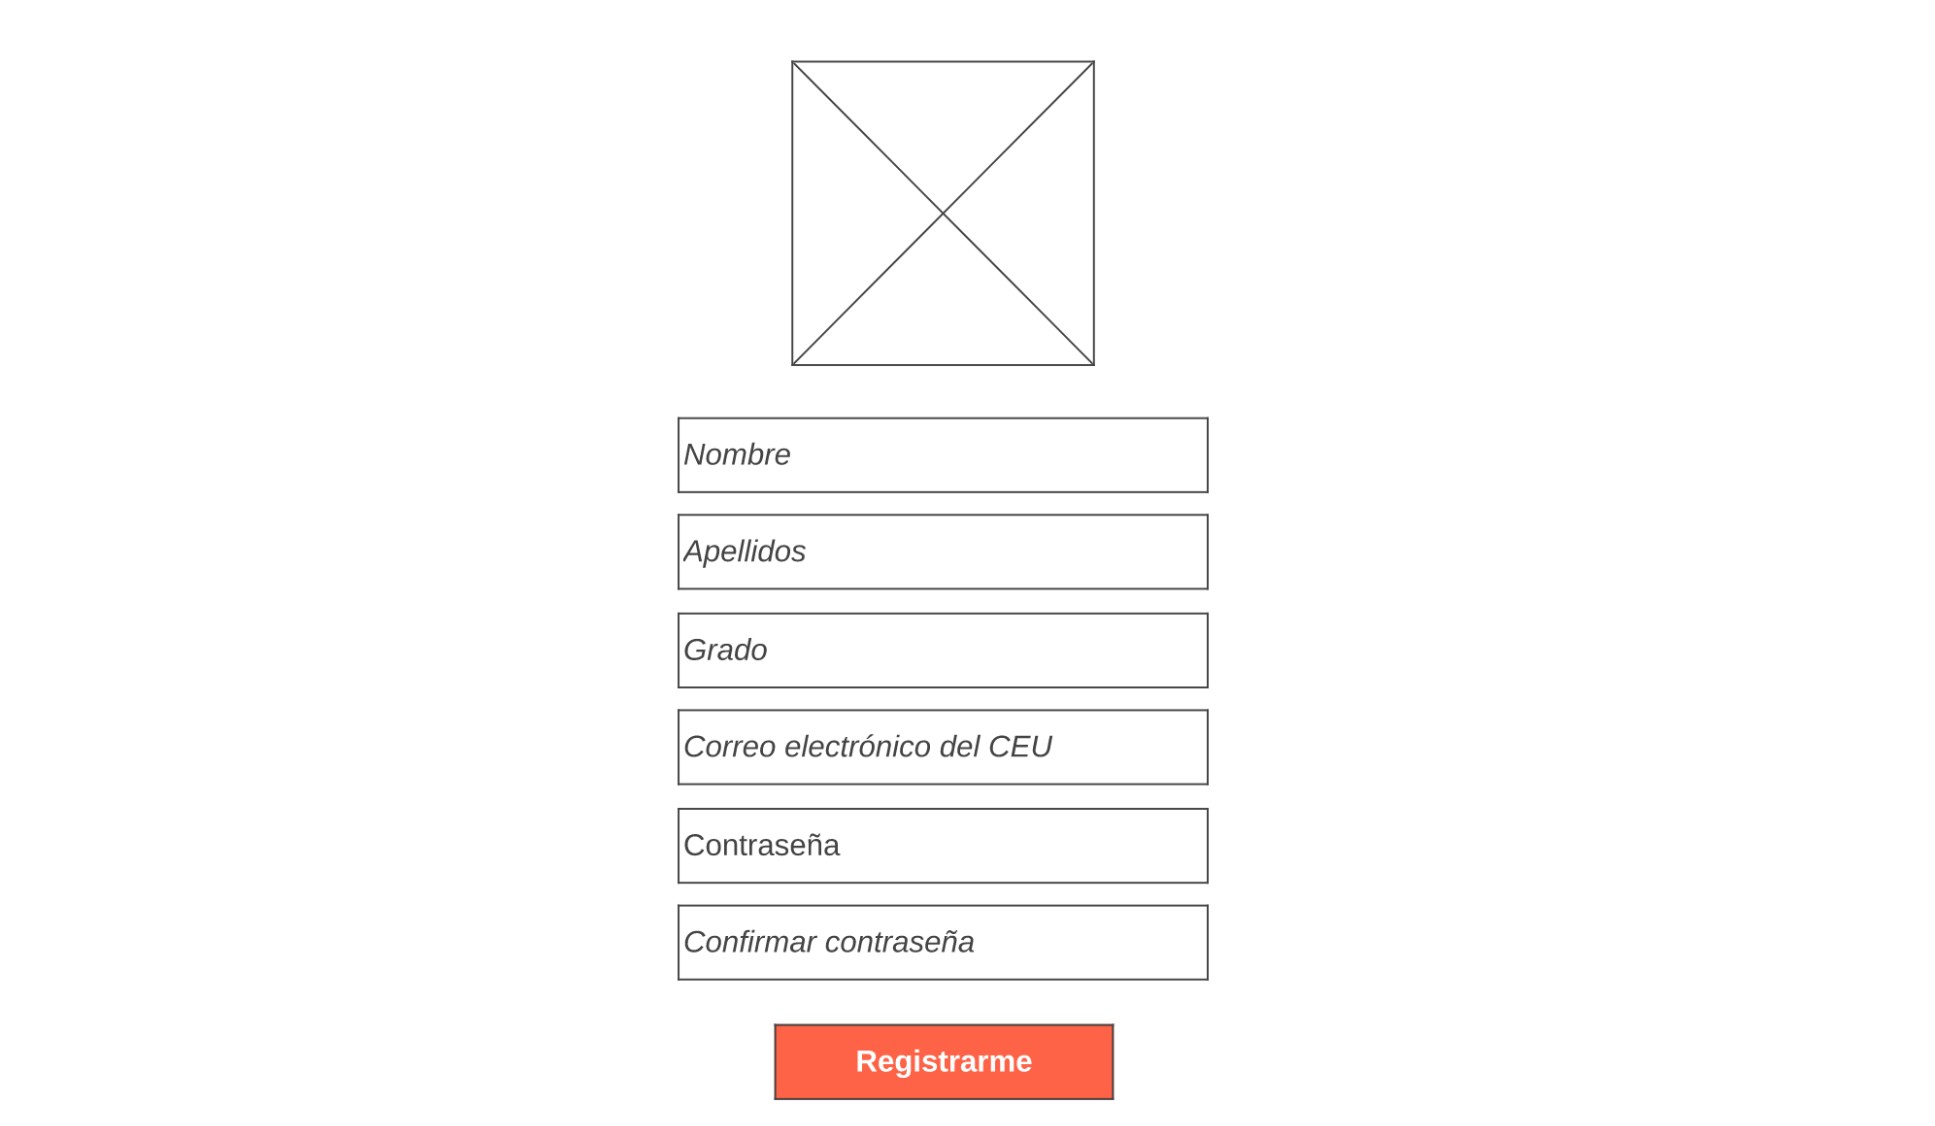 Nombre
Apellidos
Grado
Correo electrónico del CEU
Contraseña
Confirmar contraseña
Registrarme